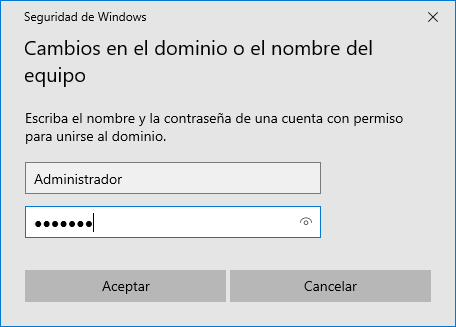 Seguridad de Windows
Cambios en el dominio o el nombre del
equipo
Escriba el nombre y la contraseña de una cuenta con permiso
para unirse al dominio.
Administrador
●●●●●●●
Aceptar
Cancelar